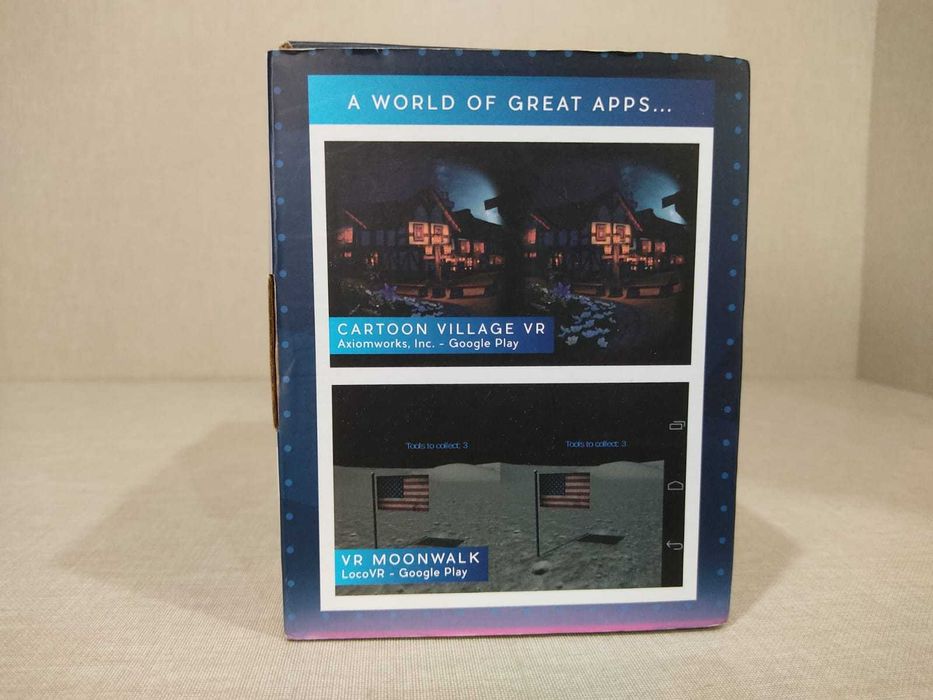 A WORLD OF GREAT APPS...
CARTOON VILLAGE VR
Axiomworks, Inc. - Google Play
Tools to collect: 3
Tools to collect: 3
VR MOONWALK
LocoVR - Google Play